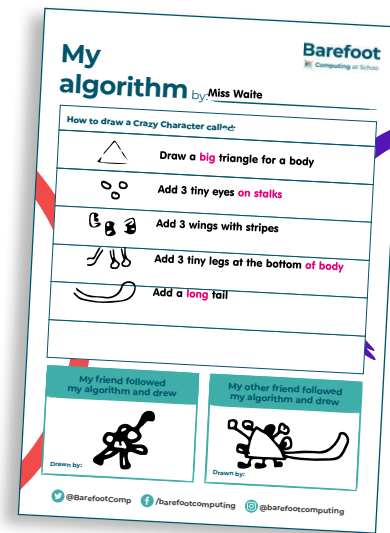 My
algorithm by: Miss Waite
Barefoot
Computing at School
How to draw a Crazy Character called:
Draw a big triangle for a body
Add 3 tiny eyes on stalks
Add 3 wings with stripes
Add 3 tiny legs at the bottom of body
Add a long tail
My friend followed
my algorithm and drew
Drawn by:
My other friend followed
my algorithm and drew
Drawn by:
@BarefootComp
/barefootcomputing
@barefootcomputing